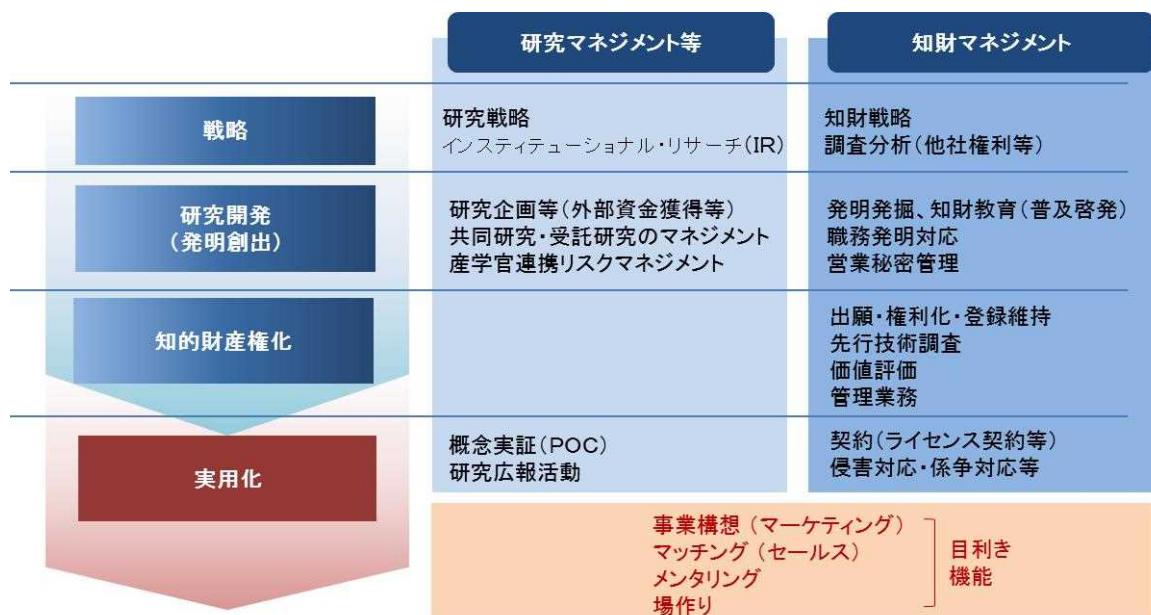 研究マネジメント等
知財マネジメント
戦略
研究戦略
インスティテューショナル・リサーチ(IR)
知財戦略
調査分析(他社権利等)
研究開発
(発明創出)
研究企画等(外部資金獲得等)
共同研究・受託研究のマネジメント
産学官連携リスクマネジメント
発明発掘、知財教育(普及啓発)
職務発明対応
営業秘密管理
知的財産権化
出願・権利化・登録維持
先行技術調査
価値評価
管理業務
実用化
概念実証(POC)
研究広報活動
契約(ライセンス契約等)
侵害対応・係争対応等
事業構想(マーケティング)
マッチング(セールス)
メンタリング
場作り
目利き
機能